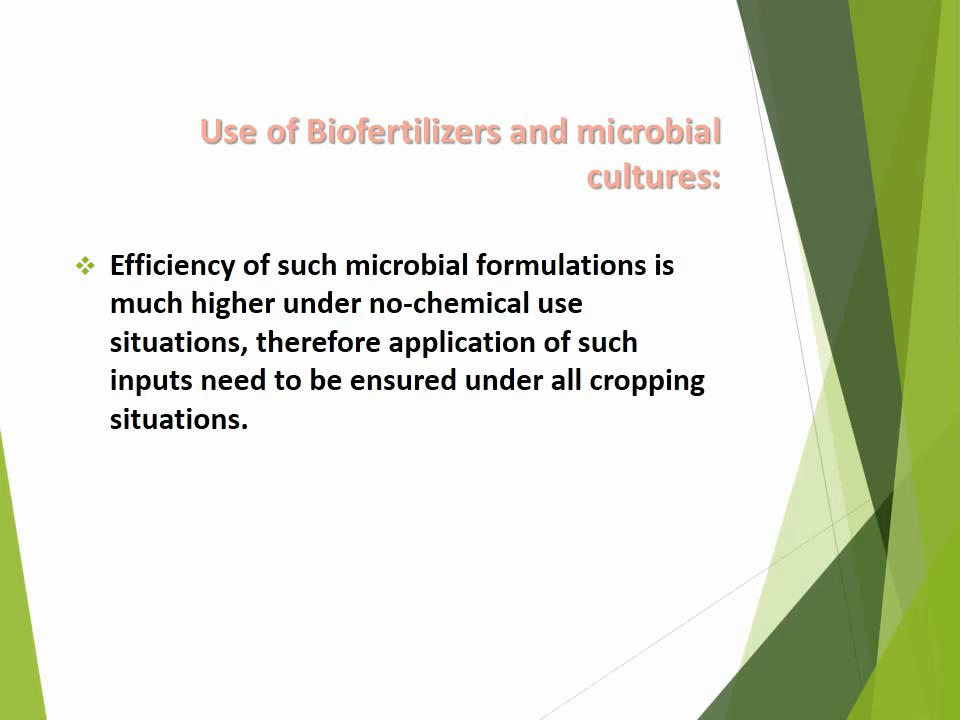 Use of Biofertilizers and microbial
cultures:
Efficiency of such microbial formulations is
much higher under no-chemical use
situations, therefore application of such
inputs need to be ensured under all cropping
situations.